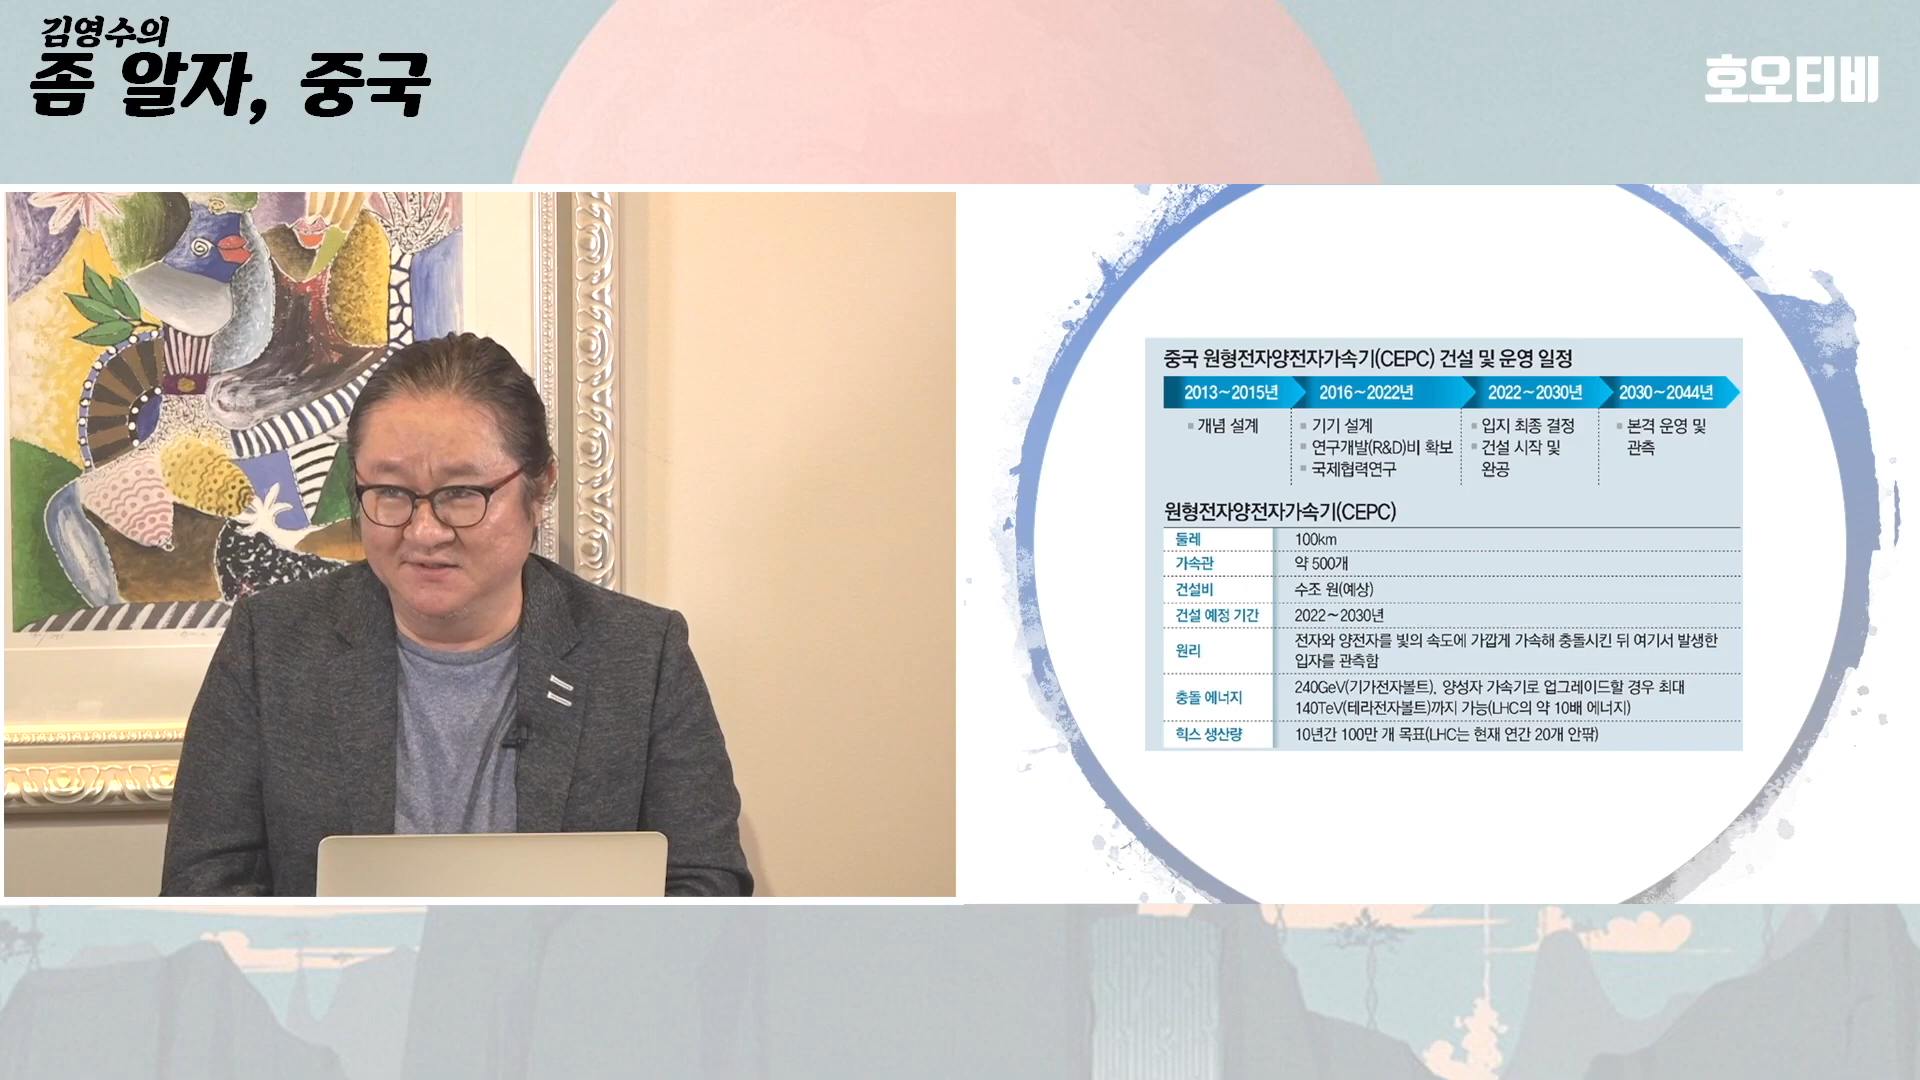 김영수의
좀 알자, 중국
호오티비
중국 원형전자양전자가속기(CEPC) 건설 및 운영 일정
2013~2015년
2016~2022년
2022~2030년
2030~2044년
개념 설계
기기 설계
연구개발(R&D)비 확보
국제협력연구
입지 최종 결정
건설 시작 및
완공
본격 운영 및
관측
원형전자양전자가속기(CEPC)
둘레 100km
가속관 약 500개
건설비 수조 원(예상)
건설 예정 기간 2022~2030년
원리 전자와 양전자를 빛의 속도에 가깝게 가속해 충돌시킨 뒤 여기서 발생한
입자를 관측함
충돌 에너지 240GeV(기가전자볼트), 양성자 가속기로 업그레이드할 경우 최대
140TeV(테라전자볼트)까지 가능(LHC의 약 10배 에너지)
힉스 생산량 10년간 100만 개 목표(LHC는 현재 연간 20개 안팎)